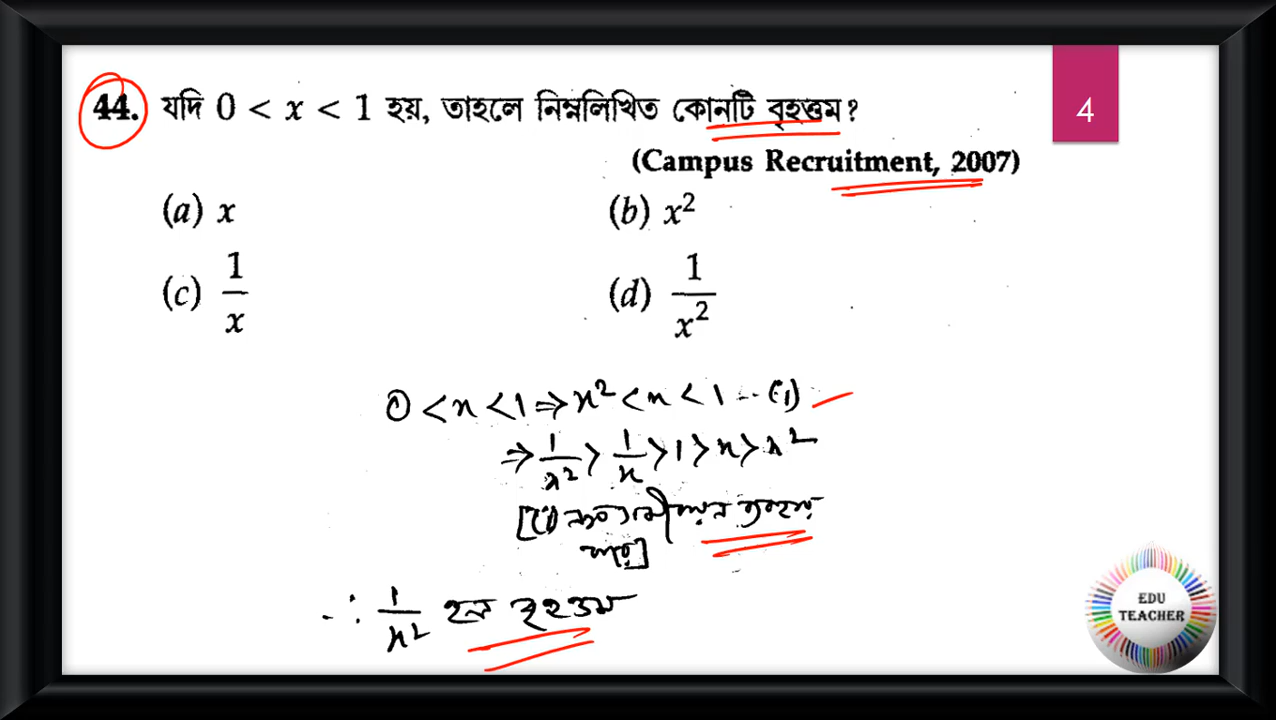 4
44. যদি 0 < x < 1 হয়, তাহলে নিম্নলিখিত কোনটি বৃহত্তম?
(Campus Recruitment, 2007)
(a) x (b) x²
(c) 1/x (d) 1/x²
0 < x < 1 ⇒ x² < x < 1 -- (1)
⇒ 1/x² > 1/x > 1 > x > x²
∴ 1/x² হল বৃহত্তম
EDU
TEACHER